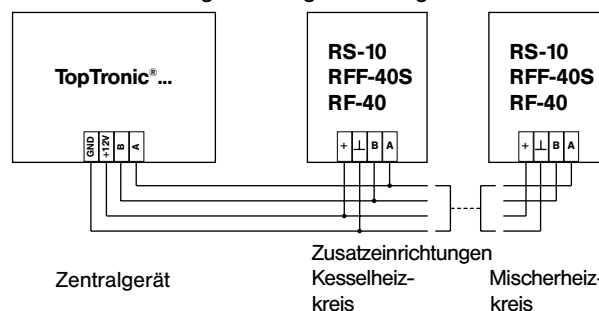 TopTronic®...
GND
+12V
B
A
Zentralgerät
RS-10
RFF-40S
RF-40
+
⊥
B
A
Zusatzeinrichtungen
Kesselheiz-
kreis
RS-10
RFF-40S
RF-40
+
⊥
B
A
Mischerheiz-
kreis